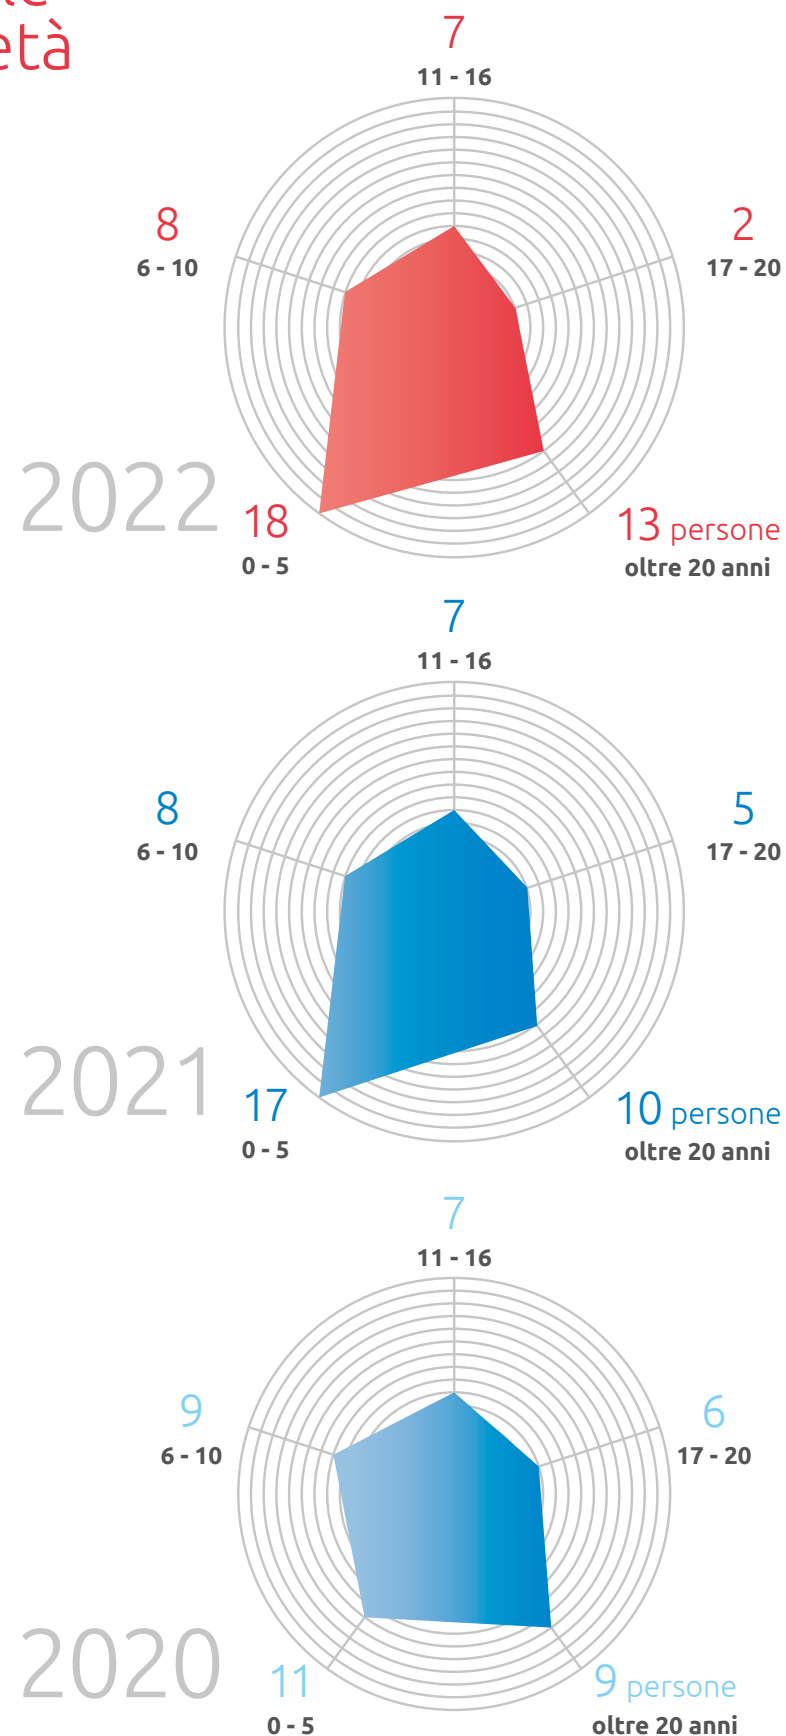 età
7
11 - 16
8
6 - 10
2
17 - 20
2022
18
0 - 5
13 persone
oltre 20 anni
7
11 - 16
8
6 - 10
5
17 - 20
2021
17
0 - 5
10 persone
oltre 20 anni
7
11 - 16
9
6 - 10
6
17 - 20
2020
11
0 - 5
9 persone
oltre 20 anni